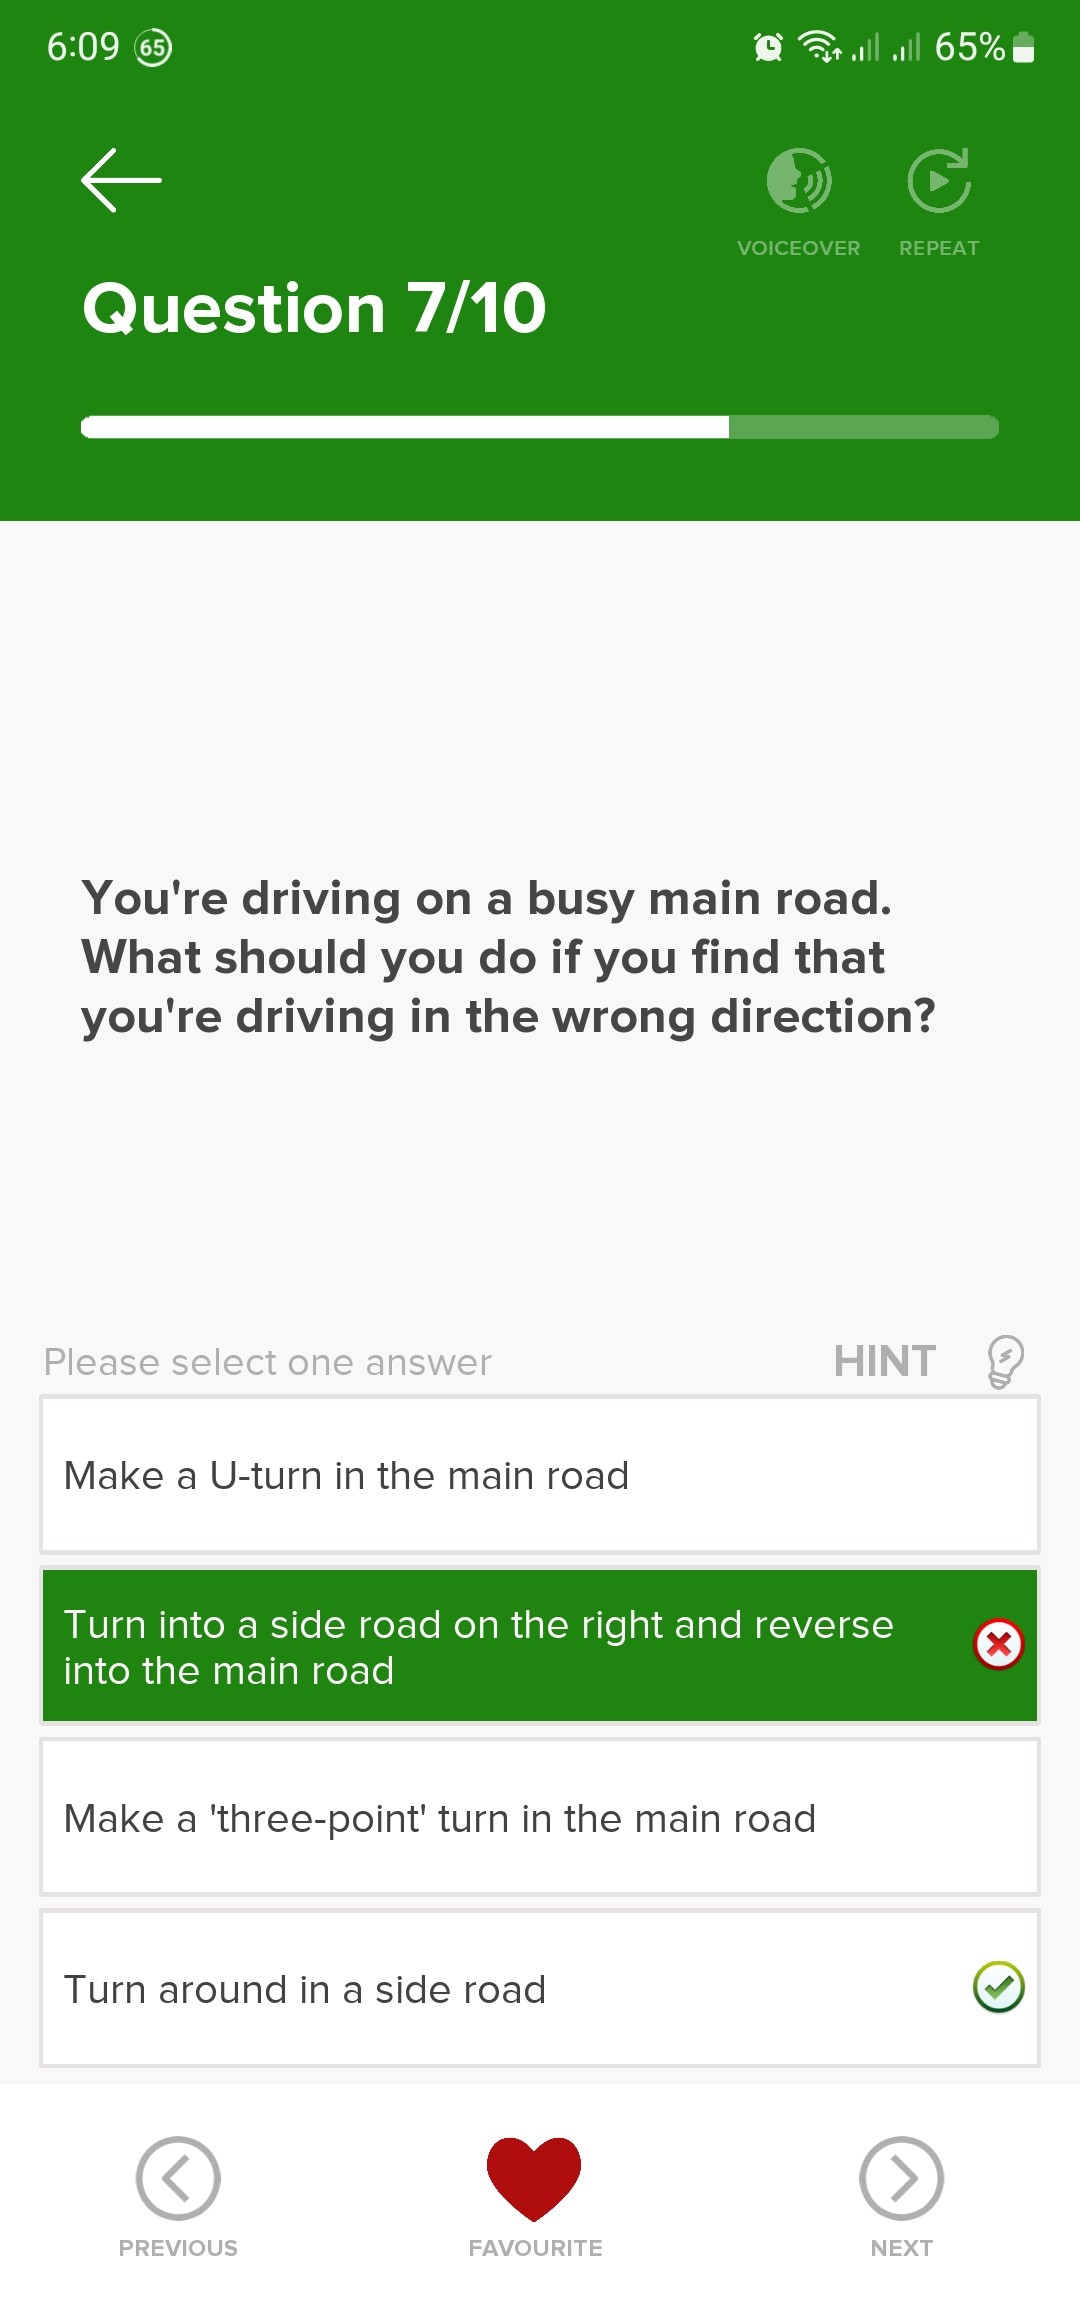 6:09 65 65%
VOICEOVER REPEAT
Question 7/10
You're driving on a busy main road.
What should you do if you find that
you're driving in the wrong direction?
Please select one answer HINT
Make a U-turn in the main road
Turn into a side road on the right and reverse
into the main road
Make a 'three-point' turn in the main road
Turn around in a side road
PREVIOUS FAVOURITE NEXT